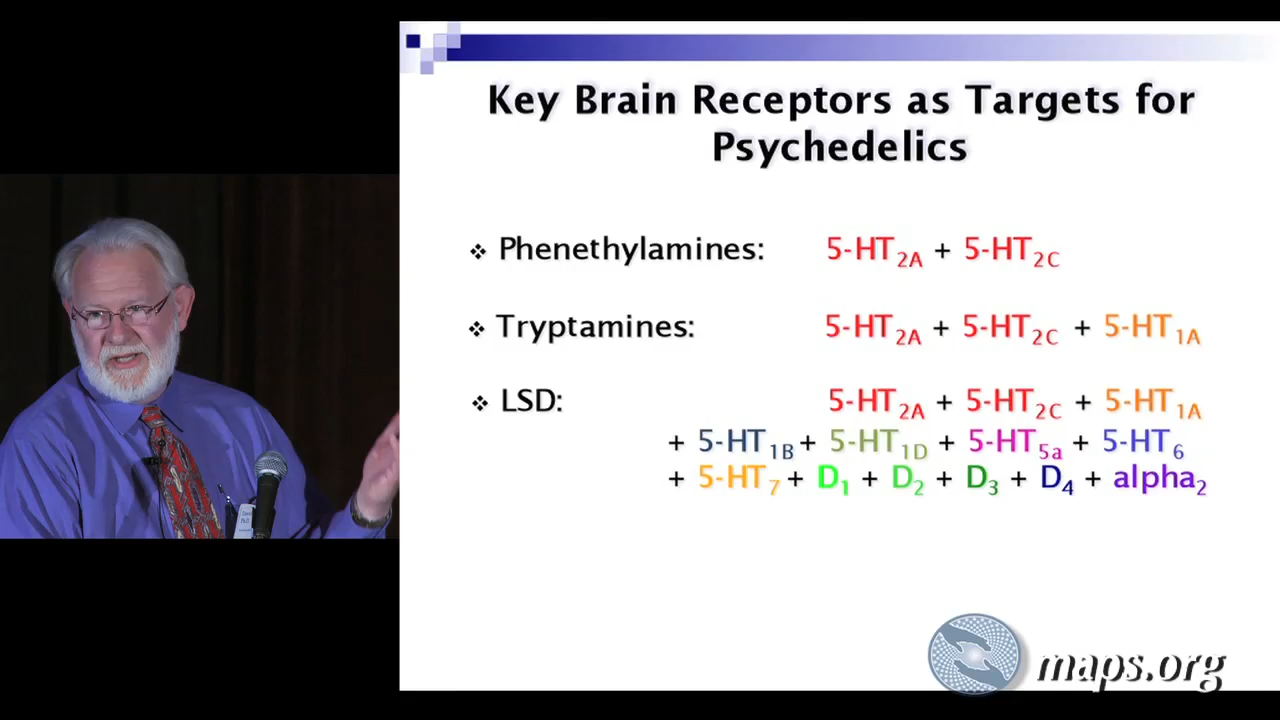 Key Brain Receptors as Targets for
Psychedelics
❖ Phenethylamines: 5-HT2A + 5-HT2C
❖ Tryptamines: 5-HT2A + 5-HT2C + 5-HT1A
❖ LSD: 5-HT2A + 5-HT2C + 5-HT1A
+ 5-HT1B + 5-HT1D + 5-HT5a + 5-HT6
+ 5-HT7 + D1 + D2 + D3 + D4 + alpha2
maps.org